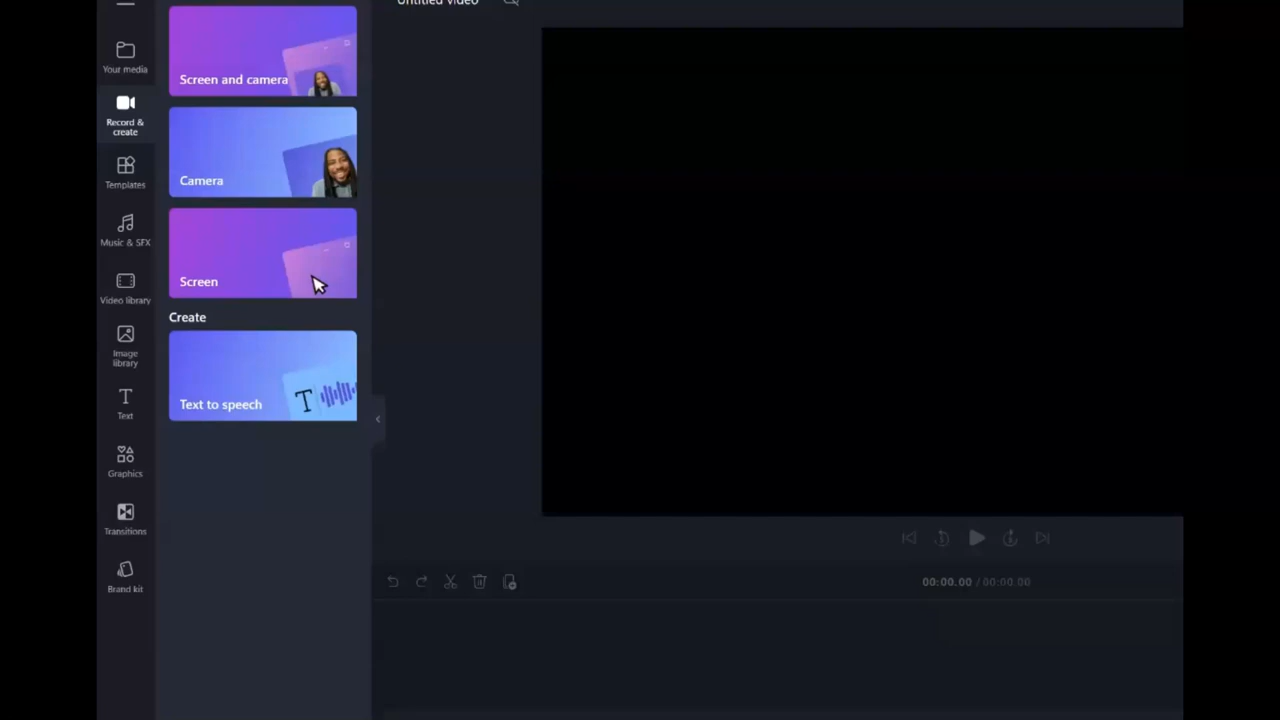 Untitled video
Your media
Record &
create
Templates
Music & SFX
Video library
Image
library
Text
Graphics
Transitions
Brand kit
Screen and camera
Camera
Screen
Create
Text to speech
T
00:00.00 / 00:00.00